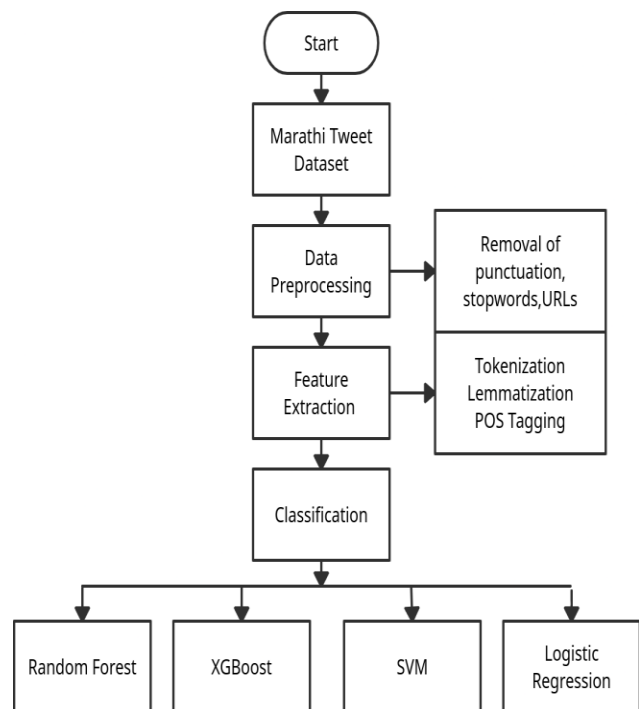 Start
Marathi Tweet
Dataset
Data
Preprocessing
Removal of
punctuation,
stopwords,URLs
Feature
Extraction
Tokenization
Lemmatization
POS Tagging
Classification
Random Forest
XGBoost
SVM
Logistic
Regression